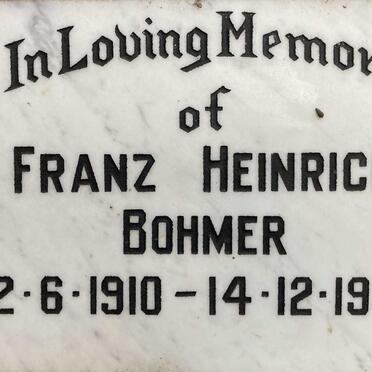 In Loving Memor
of
FRANZ HEINRIC
BOHMER
2·6·1910 – 14·12·19